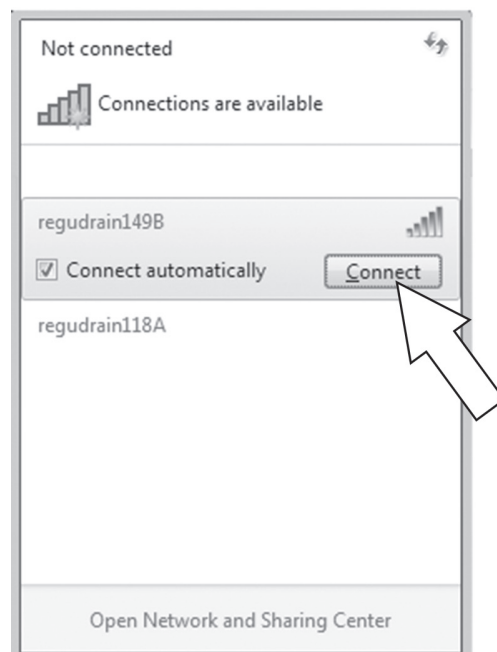 Not connected
Connections are available
regudrain149B
Connect automatically
Connect
regudrain118A
Open Network and Sharing Center